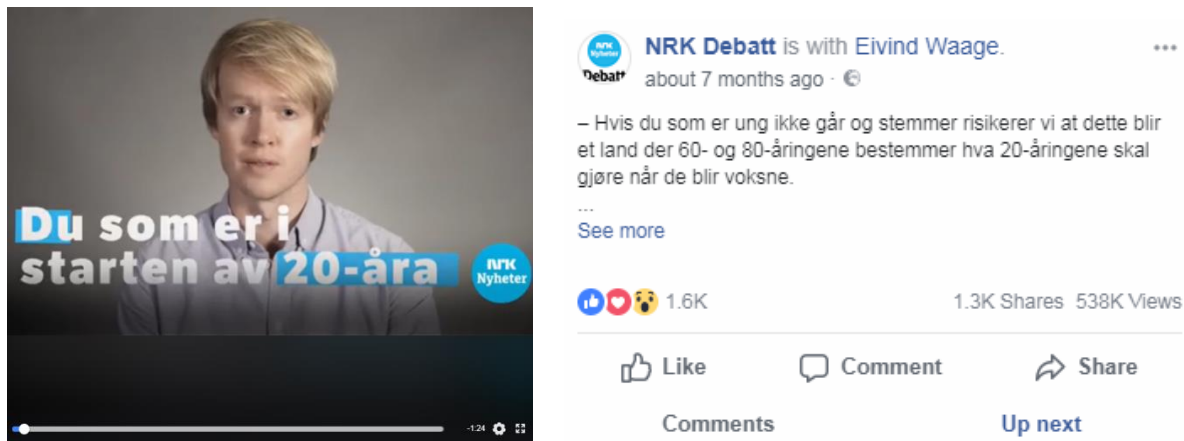 Du som er i
starten av 20-åra
NRK
Nyheter
-1:24
NRK
Nyheter
Debatt
NRK Debatt is with Eivind Waage.
about 7 months ago ·
– Hvis du som er ung ikke går og stemmer risikerer vi at dette blir
et land der 60- og 80-åringene bestemmer hva 20-åringene skal
gjøre når de blir voksne.
...
See more
1.6K
1.3K Shares 538K Views
Like
Comment
Share
Comments
Up next